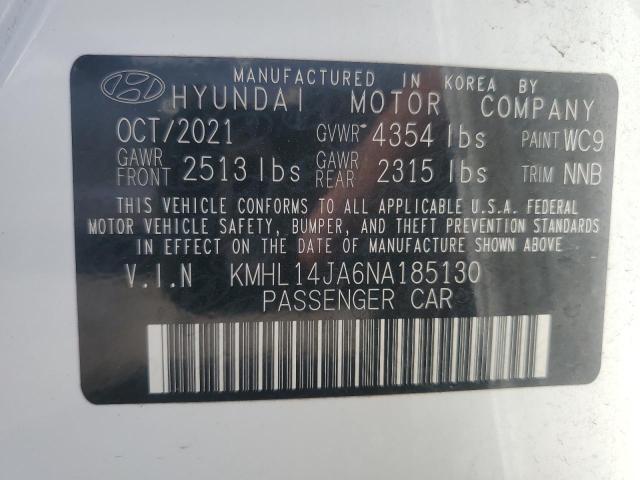 MANUFACTURED IN KOREA BY
HYUNDAI MOTOR COMPANY
OCT/2021 GVWR 4354 lbs PAINT WC9
GAWR FRONT 2513 lbs GAWR REAR 2315 lbs TRIM NNB
THIS VEHICLE CONFORMS TO ALL APPLICABLE U.S.A. FEDERAL
MOTOR VEHICLE SAFETY, BUMPER, AND THEFT PREVENTION STANDARDS
IN EFFECT ON THE DATE OF MANUFACTURE SHOWN ABOVE.
V.I.N KMHL14JA6NA185130
PASSENGER CAR